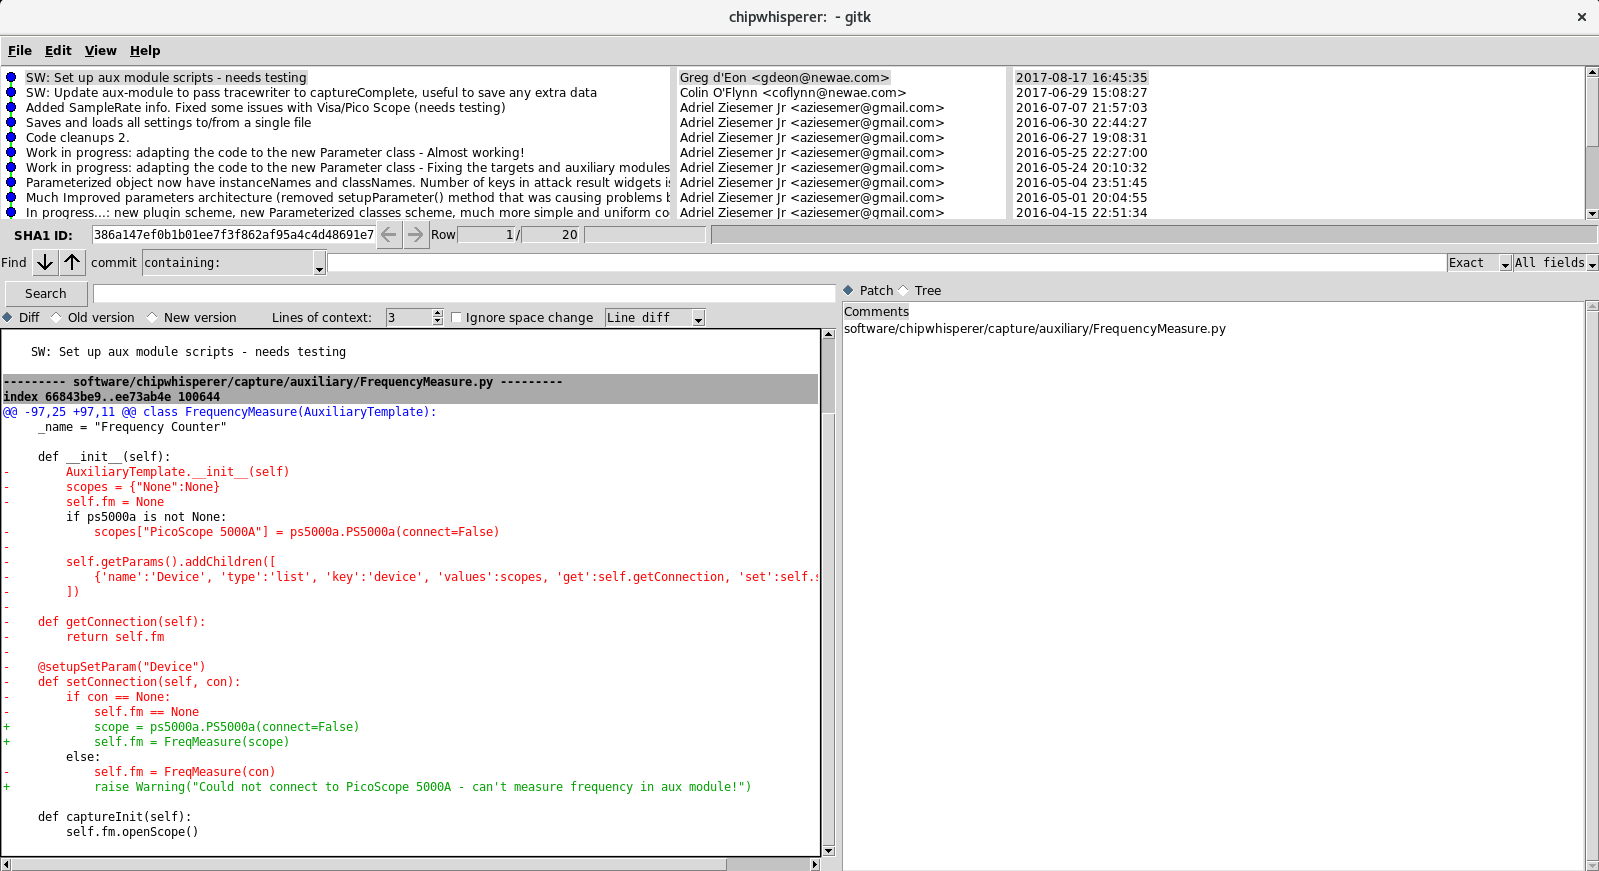 chipwhisperer:  - gitk
File Edit View Help
SW: Set up aux module scripts - needs testing Greg d'Eon <gdeon@newae.com> 2017-08-17 16:45:35
SW: Update aux-module to pass tracewriter to captureComplete, useful to save any extra data Colin O'Flynn <coflynn@newae.com> 2017-06-29 15:08:27
Added SampleRate info. Fixed some issues with Visa/Pico Scope (needs testing) Adriel Ziesemer Jr <aziesemer@gmail.com> 2016-07-07 21:57:03
Saves and loads all settings to/from a single file Adriel Ziesemer Jr <aziesemer@gmail.com> 2016-06-30 22:44:27
Code cleanups 2. Adriel Ziesemer Jr <aziesemer@gmail.com> 2016-06-27 19:08:31
Work in progress: adapting the code to the new Parameter class - Almost working! Adriel Ziesemer Jr <aziesemer@gmail.com> 2016-05-25 22:27:00
Work in progress: adapting the code to the new Parameter class - Fixing the targets and auxiliary modules Adriel Ziesemer Jr <aziesemer@gmail.com> 2016-05-24 20:10:32
Parameterized object now have instanceNames and classNames. Number of keys in attack result widgets is Adriel Ziesemer Jr <aziesemer@gmail.com> 2016-05-04 23:51:45
Much Improved parameters architecture (removed setupParameter() method that was causing problems b Adriel Ziesemer Jr <aziesemer@gmail.com> 2016-05-01 20:04:55
In progress...: new plugin scheme, new Parameterized classes scheme, much more simple and uniform co Adriel Ziesemer Jr <aziesemer@gmail.com> 2016-04-15 22:51:34
SHA1 ID: 386a147ef0b1b01ee7f3f862af95a4c4d48691e7 Row 1 / 20
Find commit containing: Exact All fields
Search
Patch Tree
Diff Old version New version Lines of context: 3 Ignore space change Line diff
Comments
software/chipwhisperer/capture/auxiliary/FrequencyMeasure.py
    SW: Set up aux module scripts - needs testing
--------- software/chipwhisperer/capture/auxiliary/FrequencyMeasure.py ---------
index 66843be9..ee73ab4e 100644
@@ -97,25 +97,11 @@ class FrequencyMeasure(AuxiliaryTemplate):
     _name = "Frequency Counter"
     def __init__(self):
-        AuxiliaryTemplate.__init__(self)
-        scopes = {"None":None}
-        self.fm = None
         if ps5000a is not None:
-            scopes["PicoScope 5000A"] = ps5000a.PS5000a(connect=False)
-
-        self.getParams().addChildren([
-            {'name':'Device', 'type':'list', 'key':'device', 'values':scopes, 'get':self.getConnection, 'set':self.s
-        ])
-
-    def getConnection(self):
-        return self.fm
-
-    @setupSetParam("Device")
-    def setConnection(self, con):
-        if con == None:
-            self.fm == None
+            scope = ps5000a.PS5000a(connect=False)
+            self.fm = FreqMeasure(scope)
         else:
-            self.fm = FreqMeasure(con)
+            raise Warning("Could not connect to PicoScope 5000A - can't measure frequency in aux module!")
     def captureInit(self):
         self.fm.openScope()